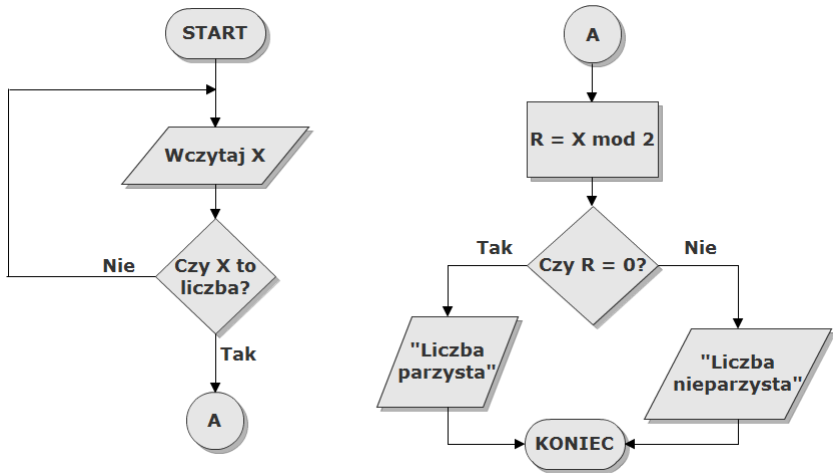 START
Wczytaj X
Czy X to
liczba?
Nie
Tak
A
A
R = X mod 2
Czy R = 0?
Tak
Nie
"Liczba
parzysta"
"Liczba
nieparzysta"
KONIEC